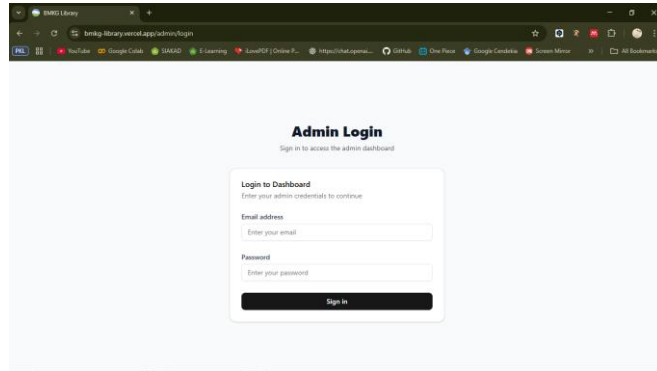 BMKG Library
bmkg-library.vercel.app/admin/login
PKL YouTube Google Colab SIAKAD E-Learning iLovePDF | Online P... https://chat.openai... GitHub One Piece Google Cendekia Screen Mirror » All Bookmarks
Admin Login
Sign in to access the admin dashboard
Login to Dashboard
Enter your admin credentials to continue
Email address
Enter your email
Password
Enter your password
Sign in